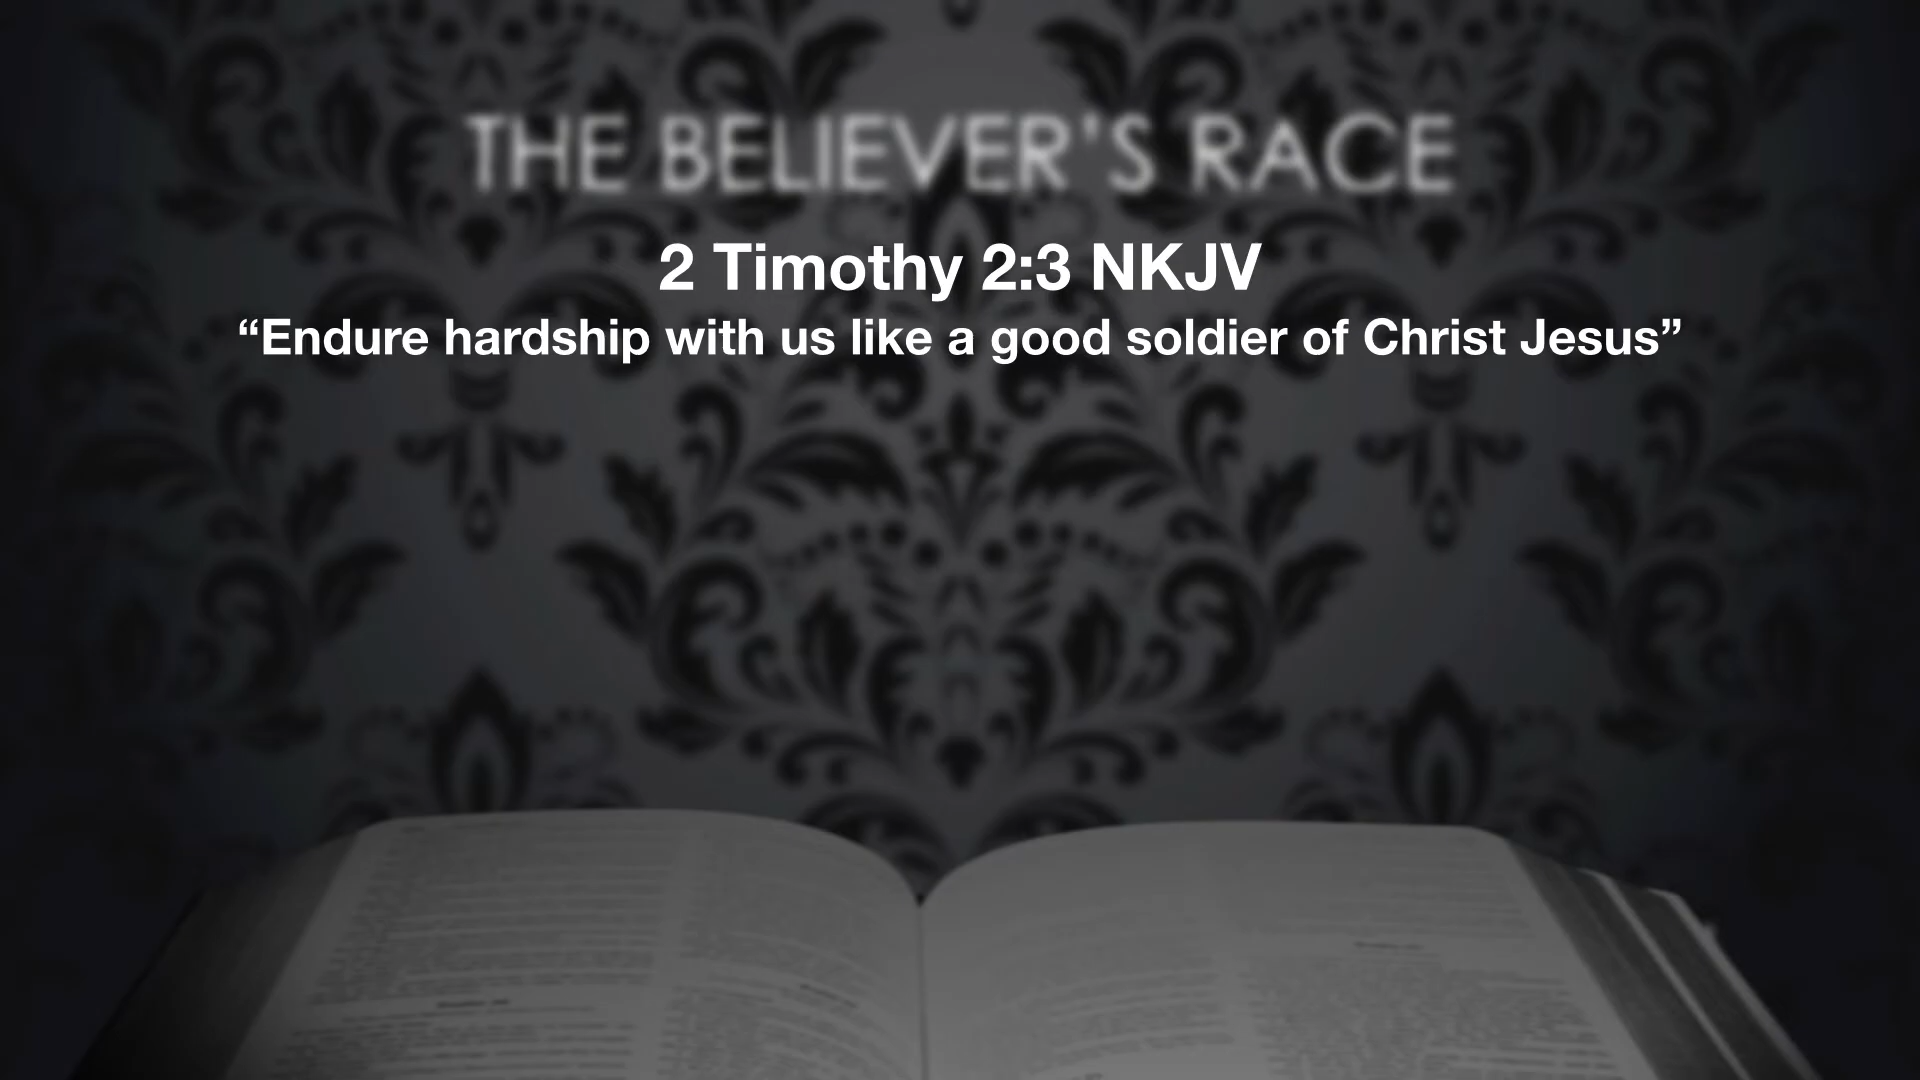 THE BELIEVER’S RACE
2 Timothy 2:3 NKJV
“Endure hardship with us like a good soldier of Christ Jesus”